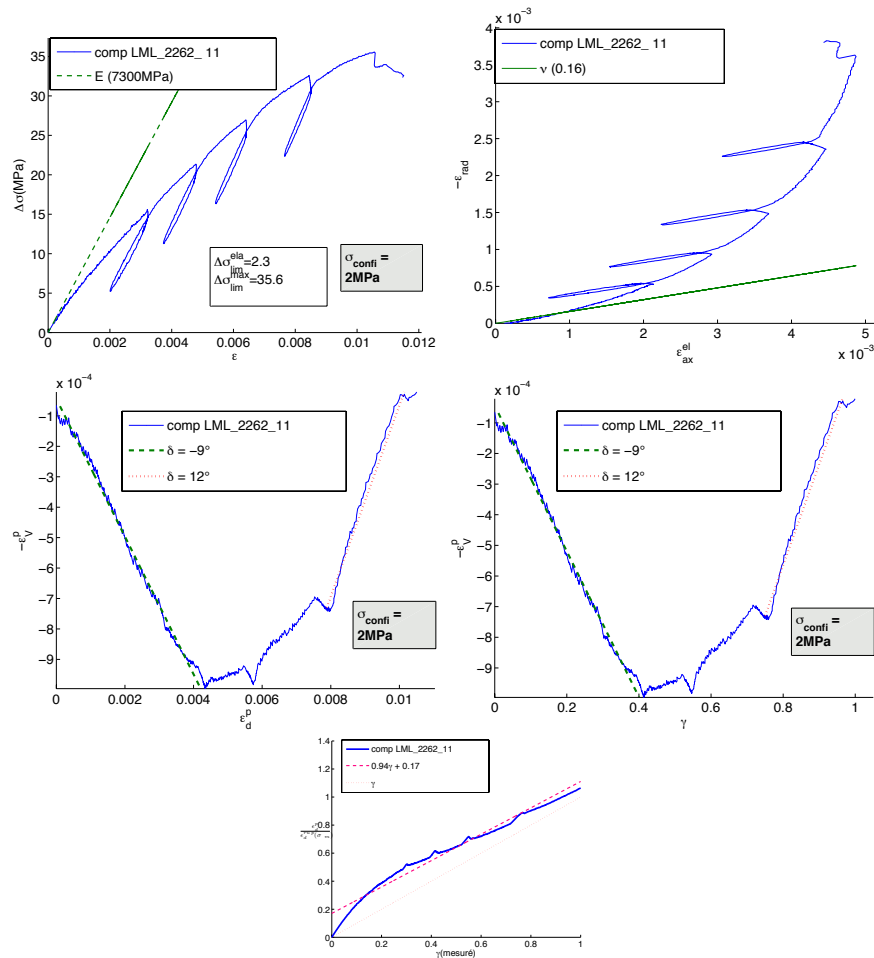 comp LML_2262_ 11
E (7300MPa)
35
30
25
20
15
10
5
0
Δσ(MPa)
Δσ^ela_lim=2.3
Δσ^max_lim=35.6
σ_confi =
2MPa
0 0.002 0.004 0.006 0.008 0.010 0.012
ε
x 10^−3
4
3.5
3
2.5
2
1.5
1
0.5
0
−ε_rad
comp LML_2262_ 11
ν (0.16)
0 1 2 3 4 5
ε^el_ax
x 10^−3
x 10^−4
−1
−2
−3
−4
−5
−6
−7
−8
−9
−ε^p_V
comp LML_2262_11
δ = −9°
δ = 12°
σ_confi =
2MPa
0 0.002 0.004 0.006 0.008 0.01
ε^p_d
x 10^−4
−1
−2
−3
−4
−5
−6
−7
−8
−9
−ε^p_V
comp LML_2262_11
δ = −9°
δ = 12°
σ_confi =
2MPa
0 0.2 0.4 0.6 0.8 1
γ
1.4
1.2
1
0.8
0.6
0.4
0.2
0
comp LML_2262_11
0.94γ + 0.17
γ
0 0.2 0.4 0.6 0.8 1
γ(mesuré)